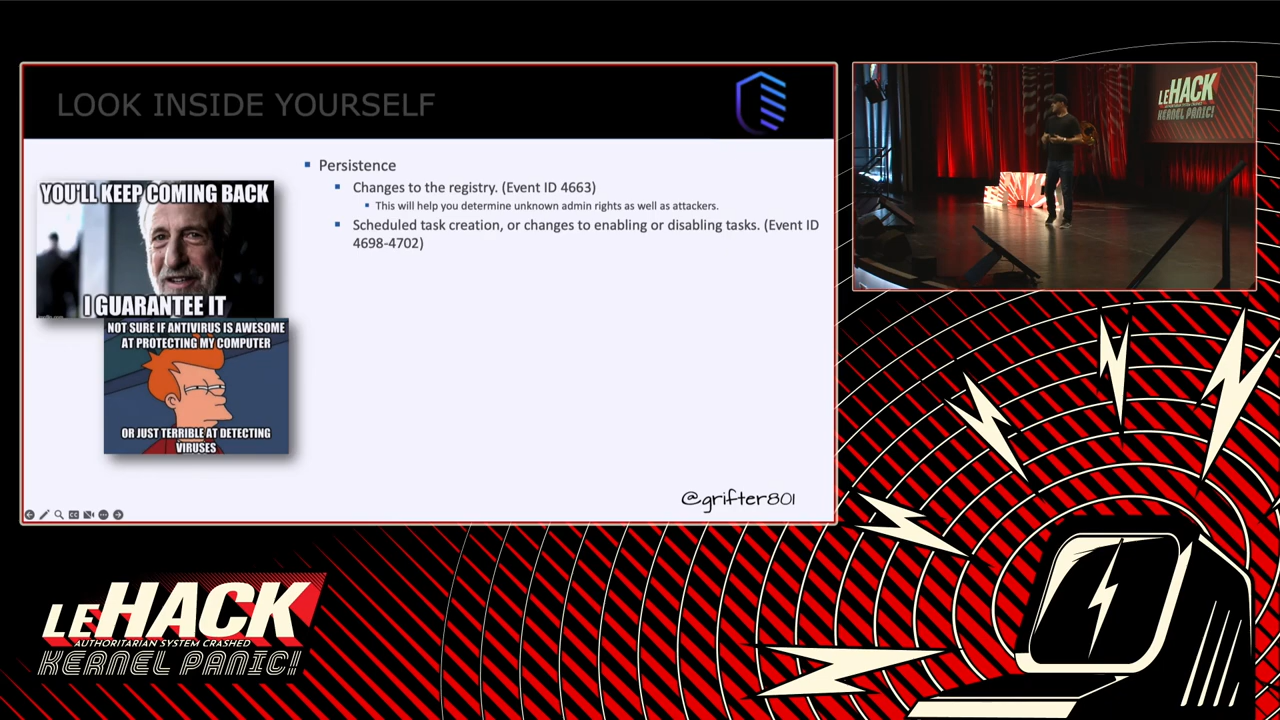 LOOK INSIDE YOURSELF
YOU'LL KEEP COMING BACK
I GUARANTEE IT
NOT SURE IF ANTIVIRUS IS AWESOME
AT PROTECTING MY COMPUTER
OR JUST TERRIBLE AT DETECTING
VIRUSES
Persistence
Changes to the registry. (Event ID 4663)
This will help you determine unknown admin rights as well as attackers.
Scheduled task creation, or changes to enabling or disabling tasks. (Event ID
4698-4702)
@grifter801
LEHACK
KERNEL PANIC!
LEHACK
AUTHORITARIAN SYSTEM CRASHED
KERNEL PANIC!